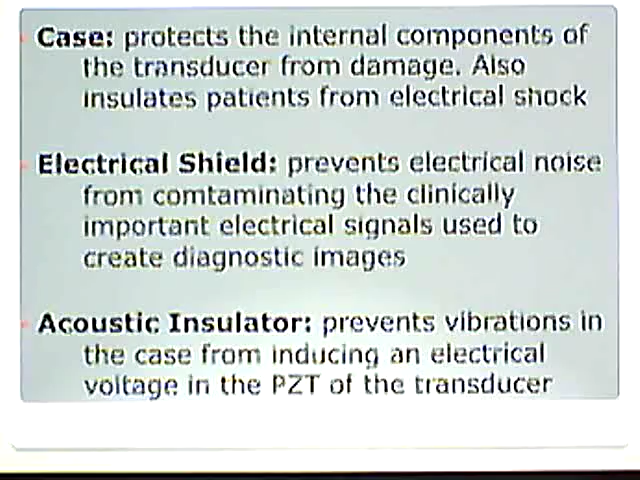 Case: protects the internal components of
the transducer from damage. Also
insulates patients from electrical shock
Electrical Shield: prevents electrical noise
from comtaminating the clinically
important electrical signals used to
create diagnostic images
Acoustic Insulator: prevents vibrations in
the case from inducing an electrical
voltage in the PZT of the transducer